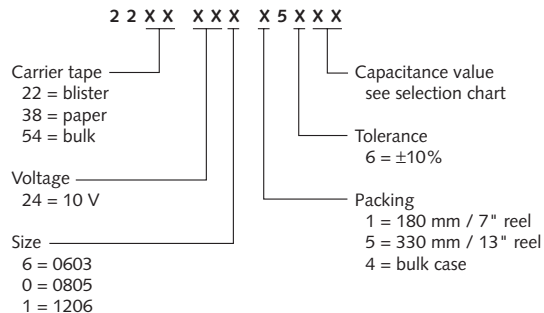 2 2 X X X X X X 5 X X X
Carrier tape
22 = blister
38 = paper
54 = bulk
Voltage
24 = 10 V
Size
6 = 0603
0 = 0805
1 = 1206
Capacitance value
see selection chart
Tolerance
6 = ±10%
Packing
1 = 180 mm / 7" reel
5 = 330 mm / 13" reel
4 = bulk case